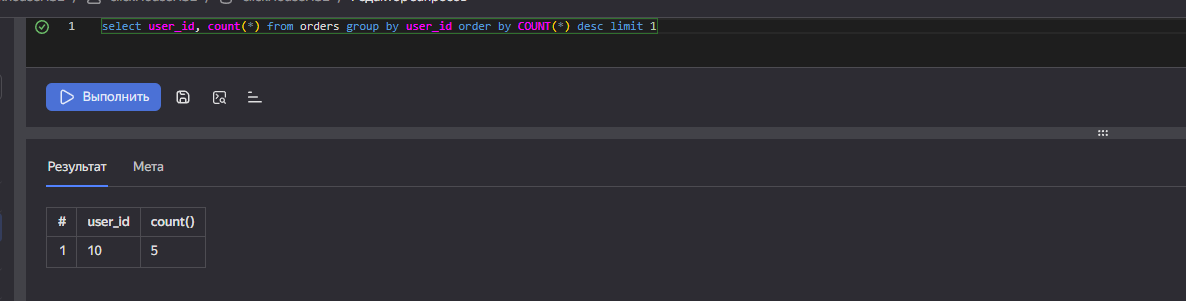 1 select user_id, count(*) from orders group by user_id order by COUNT(*) desc limit 1
Выполнить
Результат Мета
# user_id count()
1 10 5